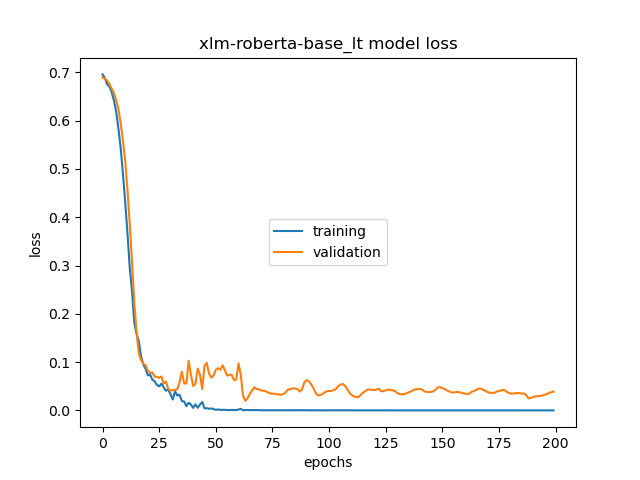 xlm-roberta-base_lt model loss
0.7
0.6
0.5
0.4
0.3
0.2
0.1
0.0
loss
training
validation
0 25 50 75 100 125 150 175 200
epochs